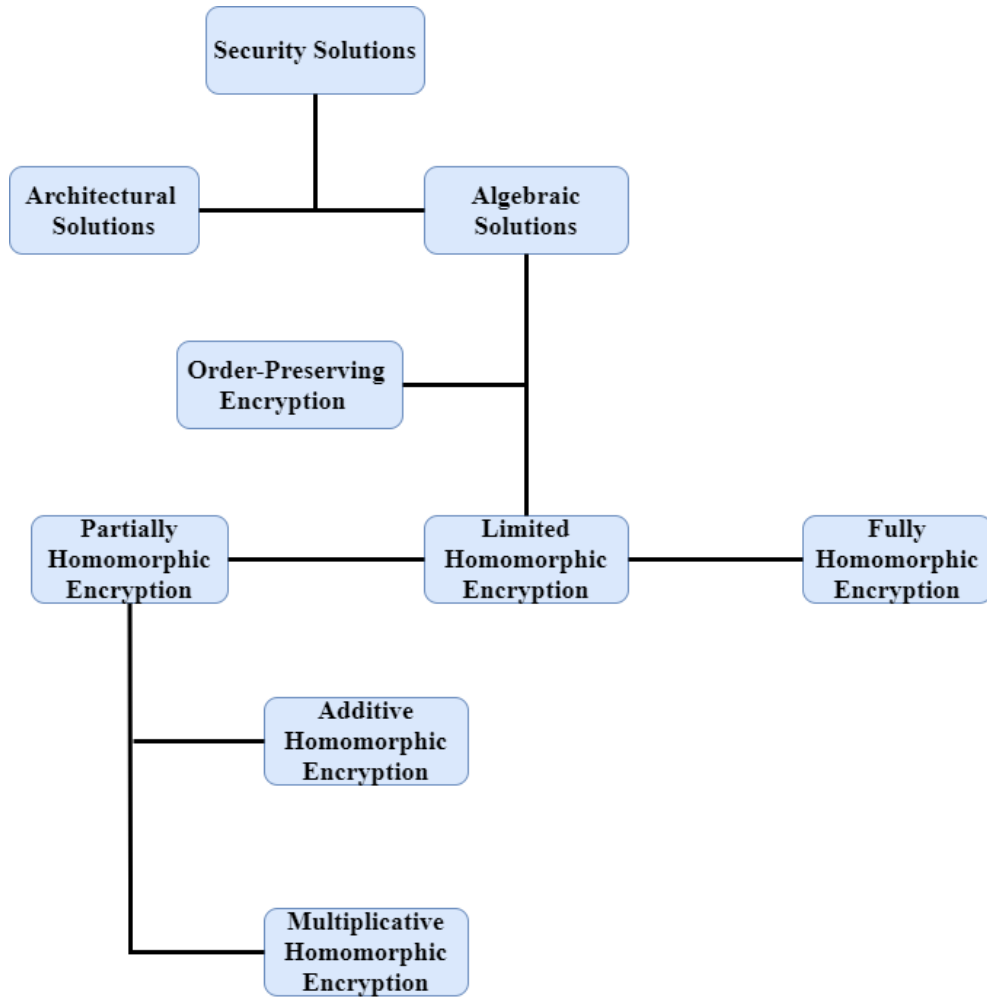 Security Solutions
Architectural
Solutions
Algebraic
Solutions
Order-Preserving
Encryption
Partially
Homomorphic
Encryption
Limited
Homomorphic
Encryption
Fully
Homomorphic
Encryption
Additive
Homomorphic
Encryption
Multiplicative
Homomorphic
Encryption